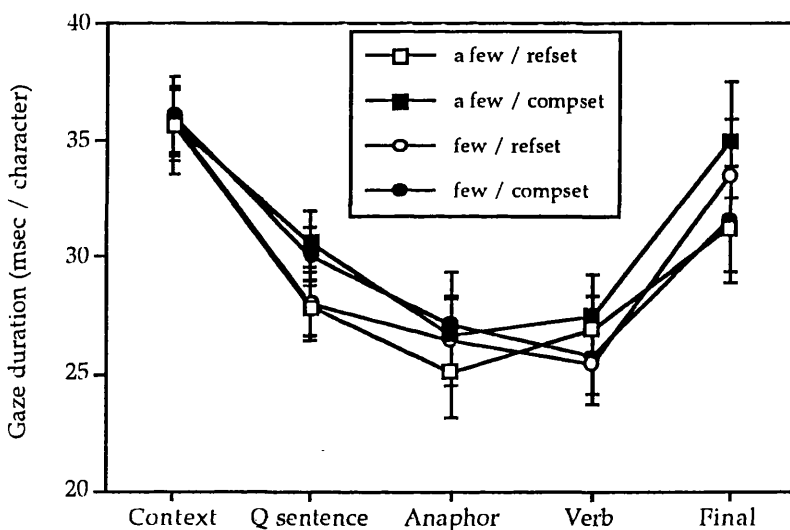 Gaze duration (msec / character)
40
35
30
25
20
a few / refset
a few / compset
few / refset
few / compset
Context Q sentence Anaphor Verb Final